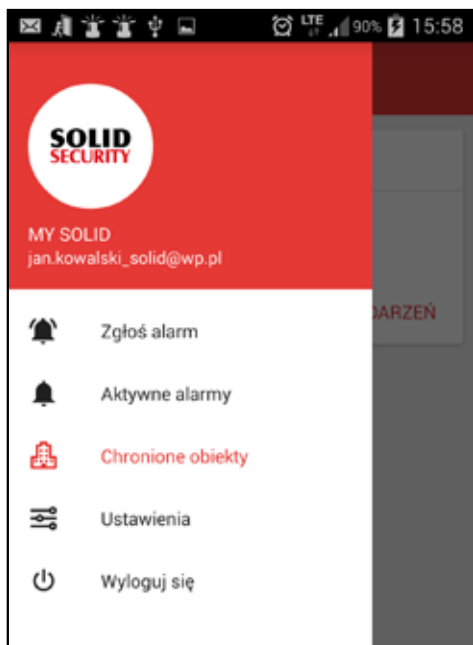 LTE 90% 15:58
SOLID
SECURITY
MY SOLID
jan.kowalski_solid@wp.pl
DARZEŃ
Zgłoś alarm
Aktywne alarmy
Chronione obiekty
Ustawienia
Wyloguj się